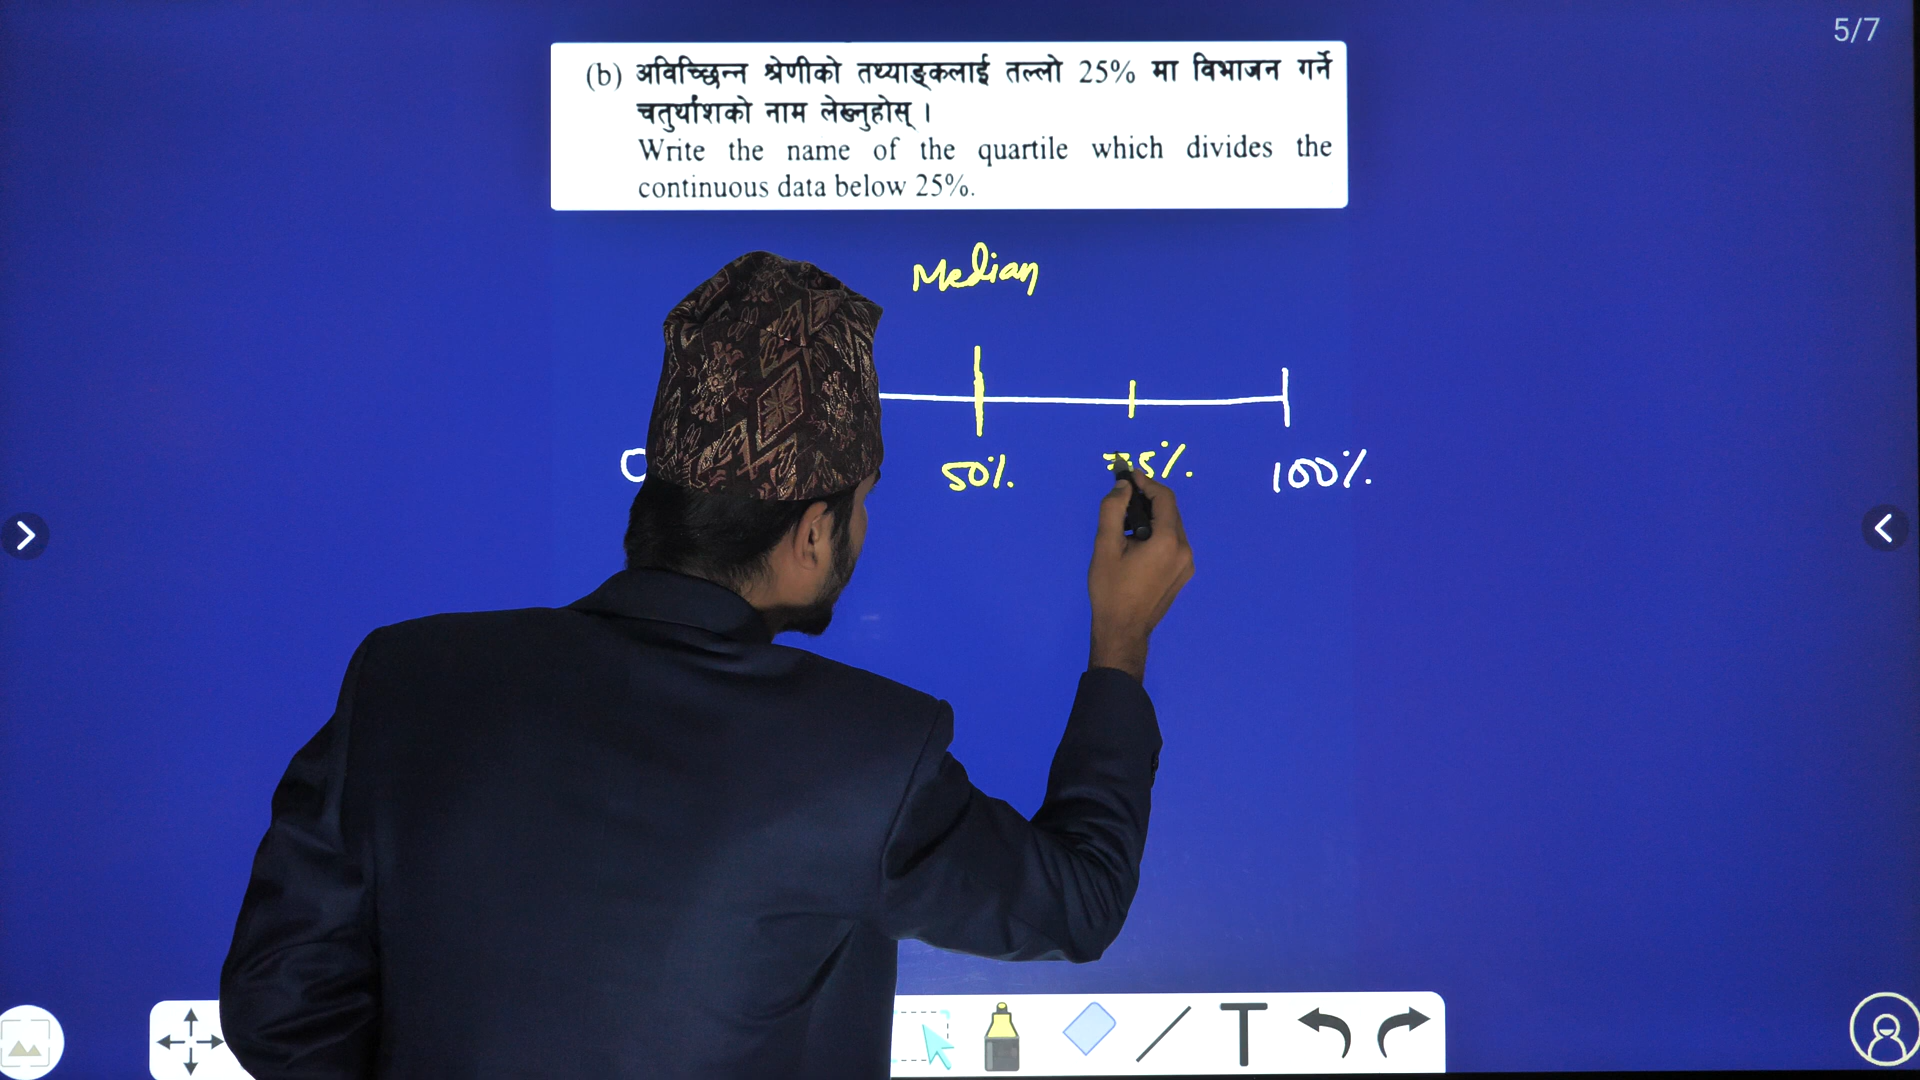 5/7
(b) अविच्छिन्न श्रेणीको तथ्याङ्कलाई तल्लो 25% मा विभाजन गर्ने
चतुर्थांशको नाम लेख्नुहोस् ।
Write the name of the quartile which divides the
continuous data below 25%.
Median
0 50% 75% 100%
T